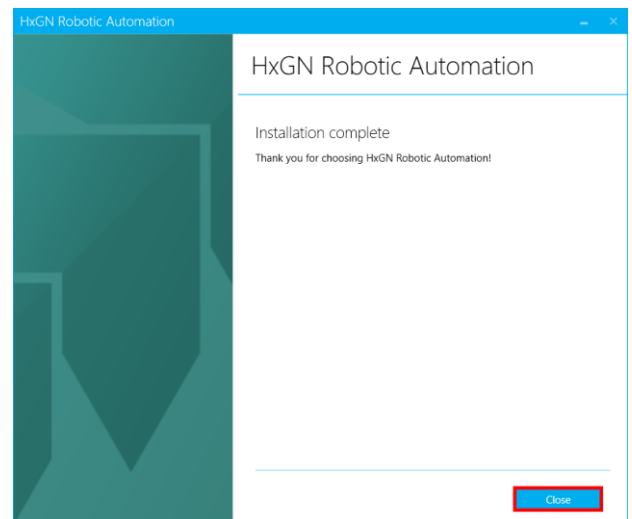 HxGN Robotic Automation
HxGN Robotic Automation
Installation complete
Thank you for choosing HxGN Robotic Automation!
Close